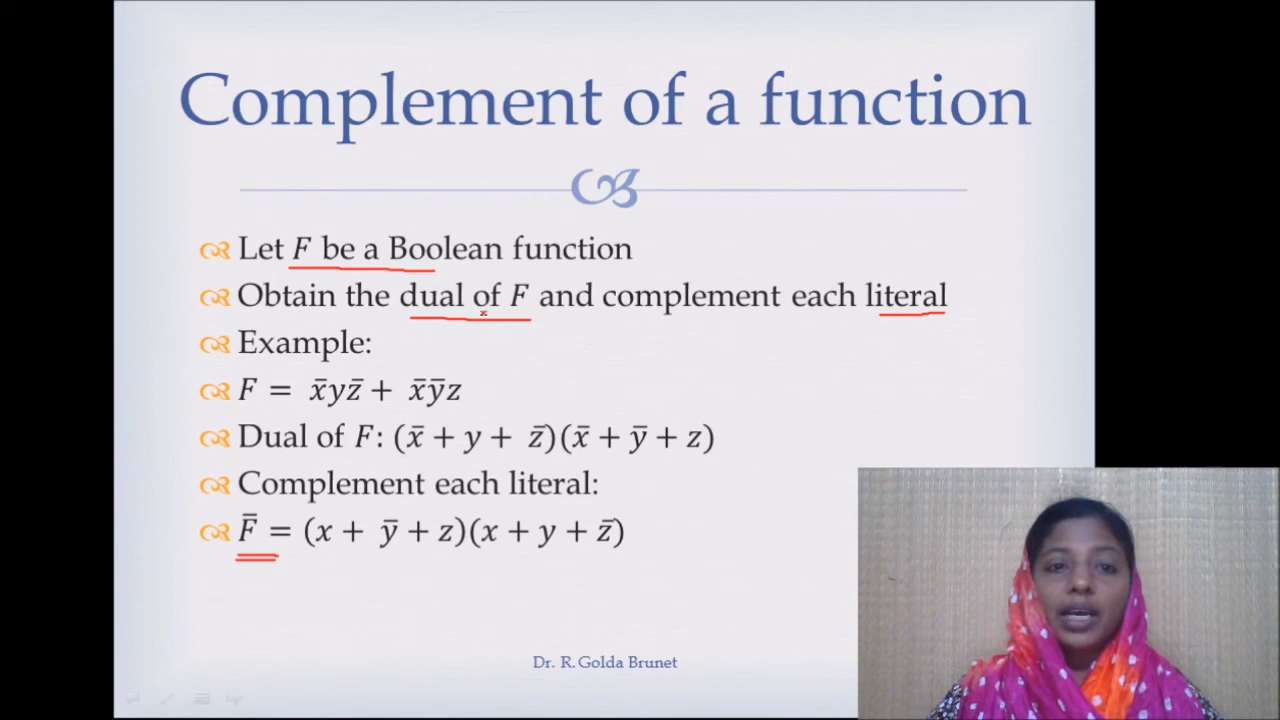 Complement of a function
Let F be a Boolean function
Obtain the dual of F and complement each literal
Example:
F = x̄yz̄ + x̄ȳz
Dual of F: (x̄ + y + z̄)(x̄ + ȳ + z)
Complement each literal:
F̄ = (x + ȳ + z)(x + y + z̄)
Dr. R. Golda Brunet